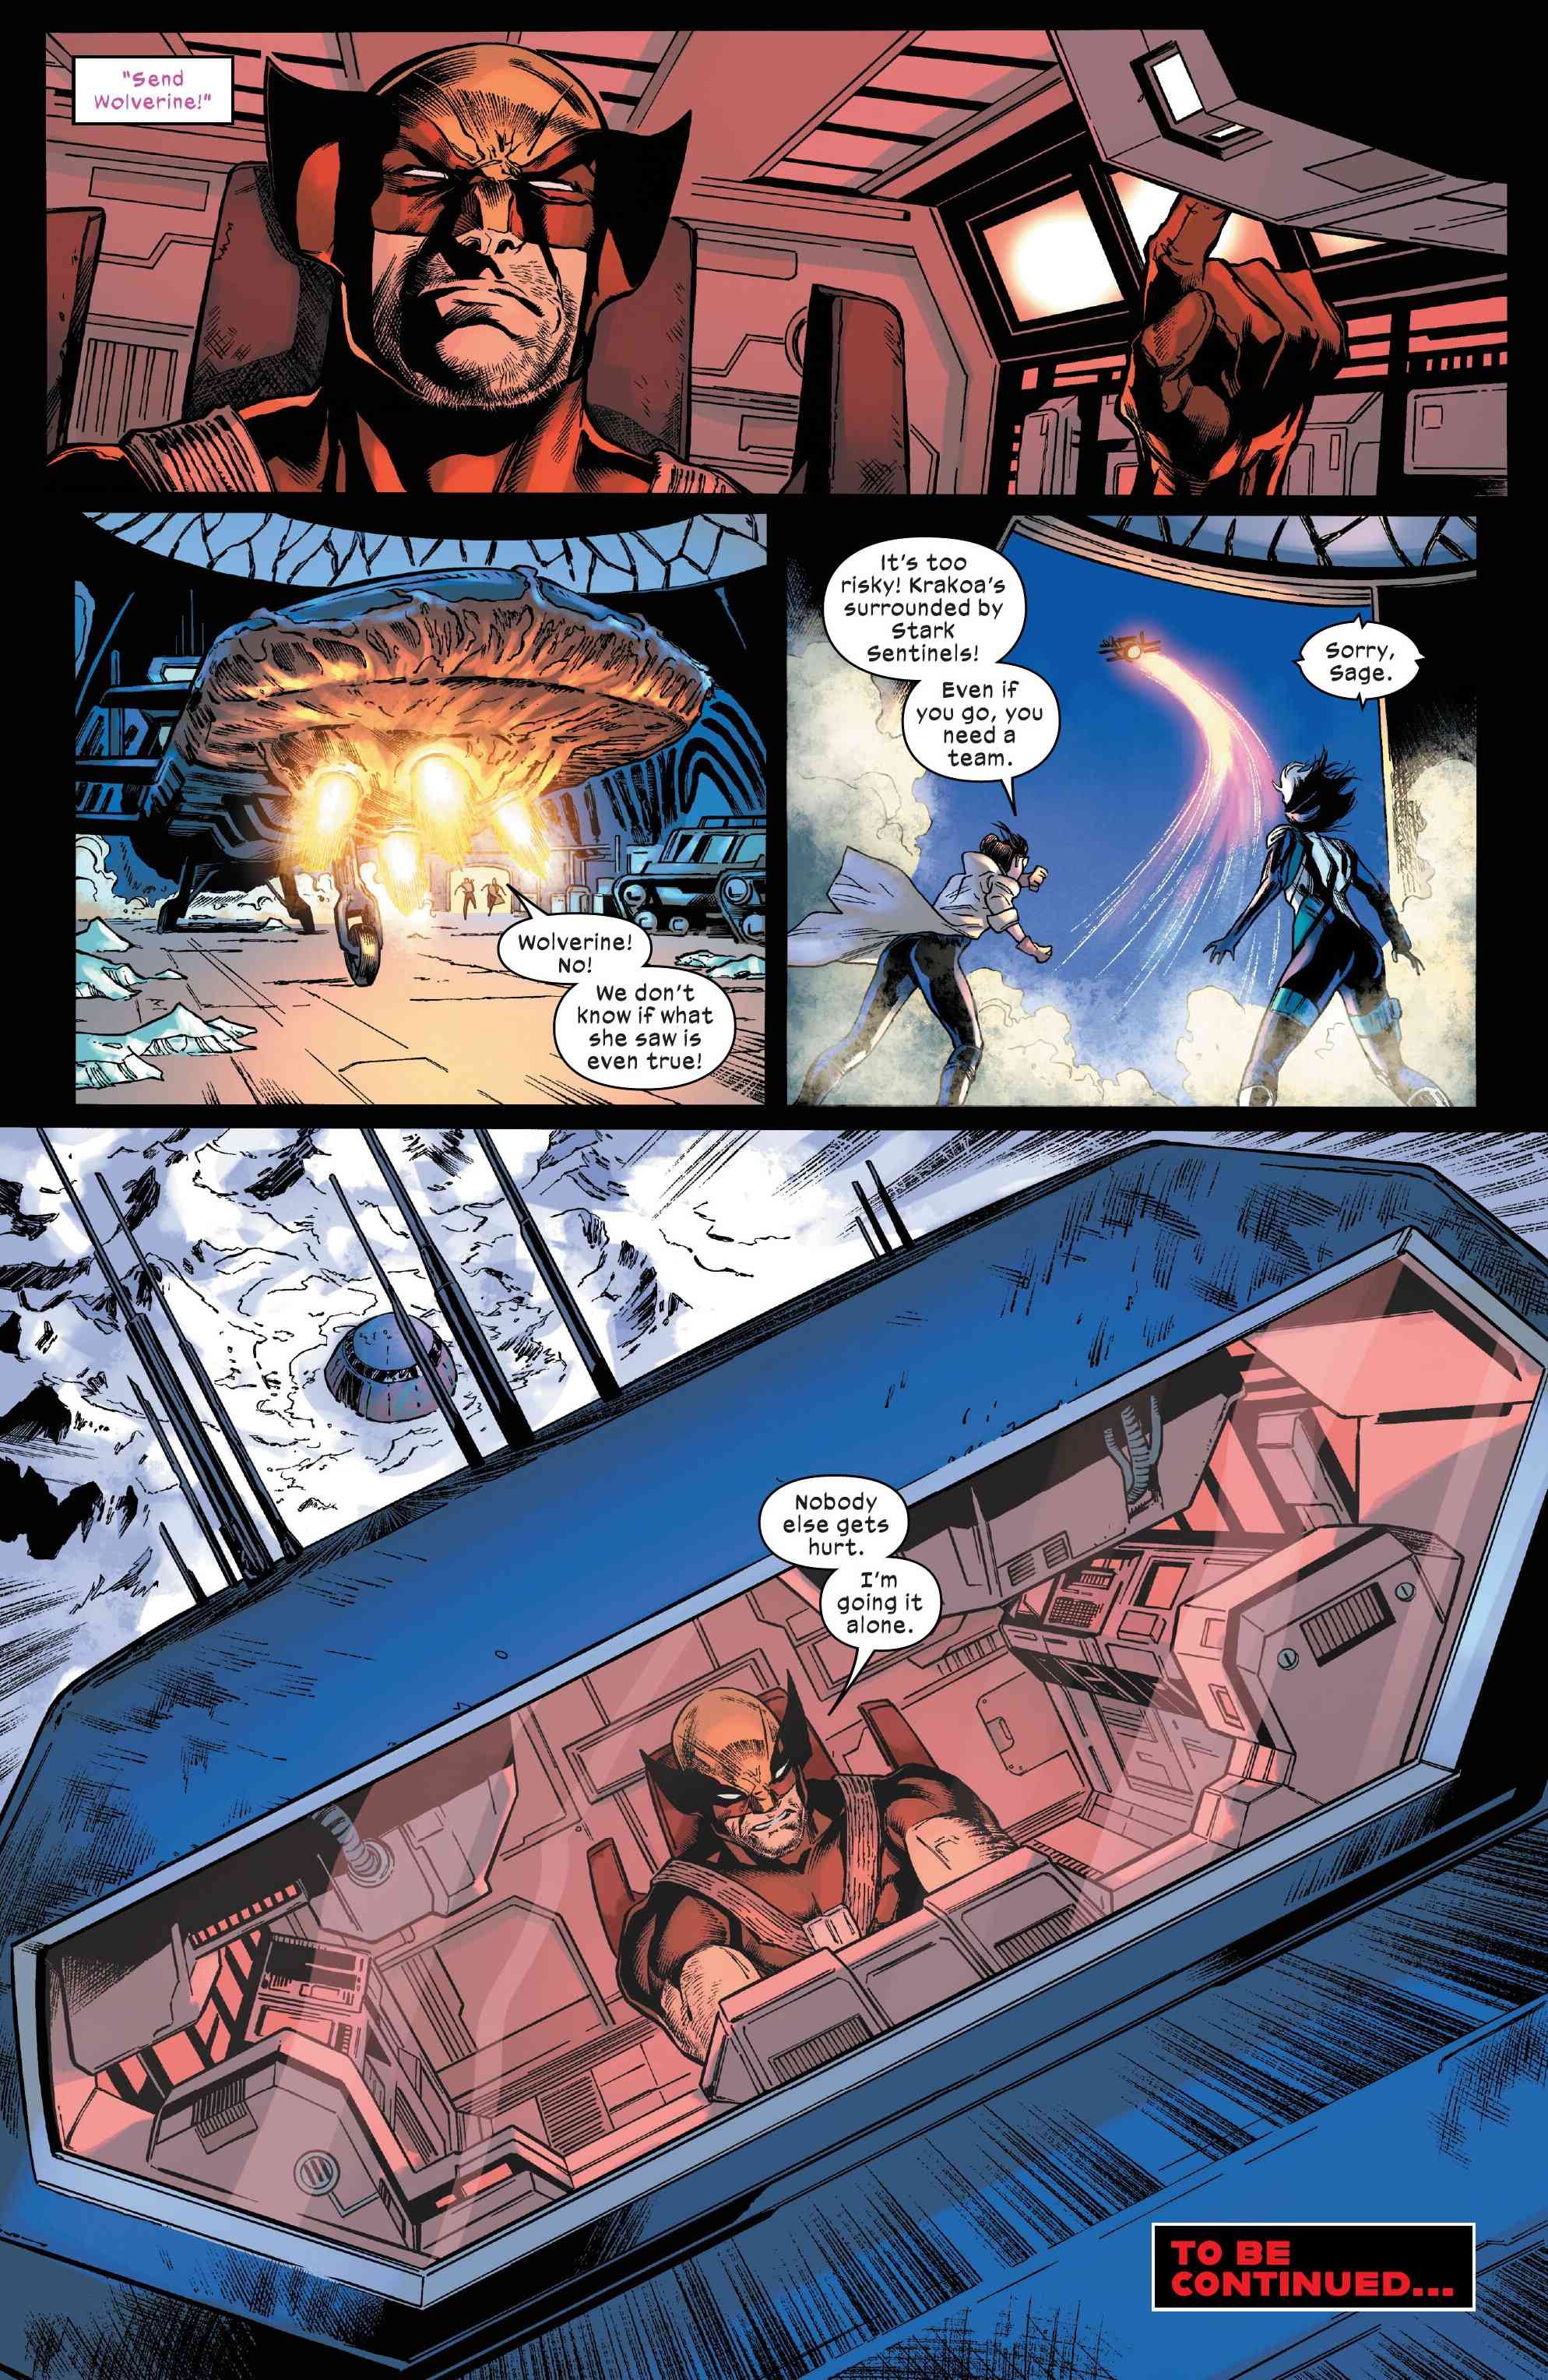 "Send
Wolverine!"
Wolverine!
No!
We don't
know if what
she saw is
even true!
It's too
risky! Krakoa's
surrounded by
Stark
Sentinels!
Even if
you go, you
need a
team.
Sorry,
Sage.
Nobody
else gets
hurt.
I'm
going it
alone.
TO BE
CONTINUED...